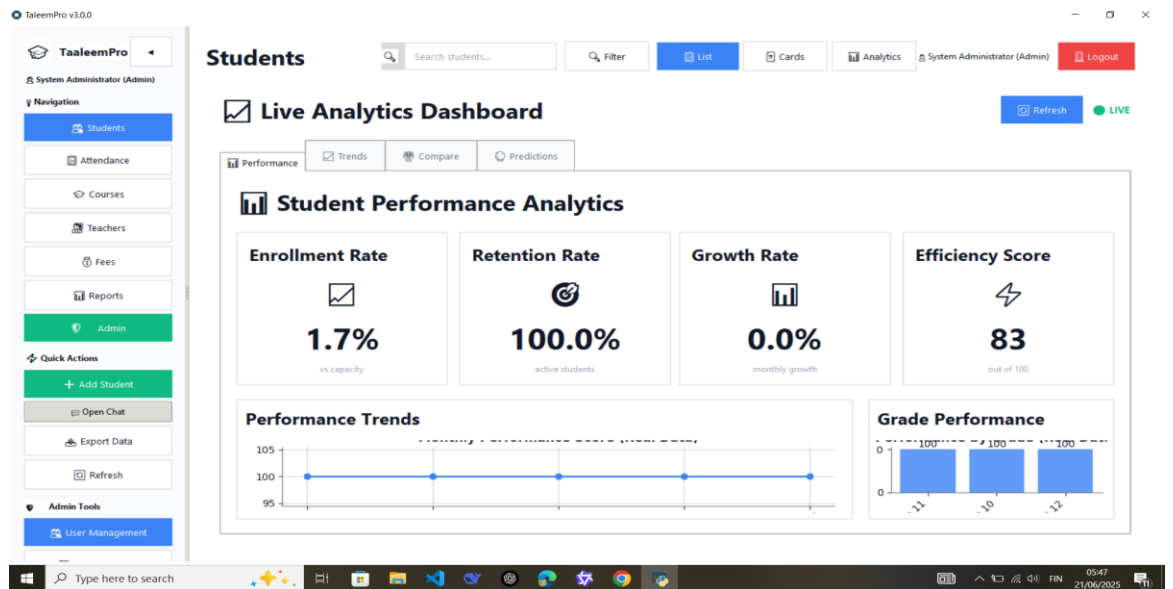 TaleemPro v3.0.0
TaaleemPro
System Administrator (Admin)
Navigation
Students
Attendance
Courses
Teachers
Fees
Reports
Admin
Quick Actions
+ Add Student
Open Chat
Export Data
Refresh
Admin Tools
User Management
Students
Search students...
Filter
List
Cards
Analytics
System Administrator (Admin)
Logout
Live Analytics Dashboard
Refresh
LIVE
Performance
Trends
Compare
Predictions
Student Performance Analytics
Enrollment Rate
1.7%
vs capacity
Retention Rate
100.0%
active students
Growth Rate
0.0%
monthly growth
Efficiency Score
83
out of 100
Performance Trends
Monthly Performance Score (Real Data)
105
100
95
Grade Performance
100 100 100
0
0
11 10 12
Type here to search
FIN
05:47
21/06/2025